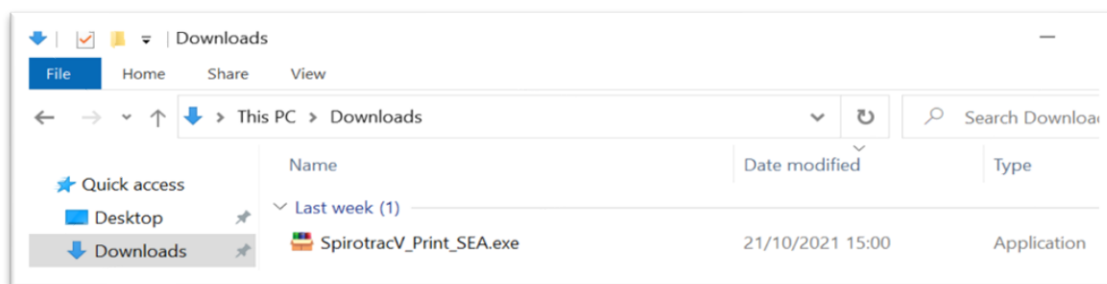 Downloads
File Home Share View
This PC > Downloads
Search Downloa
Name Date modified Type
Quick access
Last week (1)
Desktop
SpirotracV_Print_SEA.exe 21/10/2021 15:00 Application
Downloads